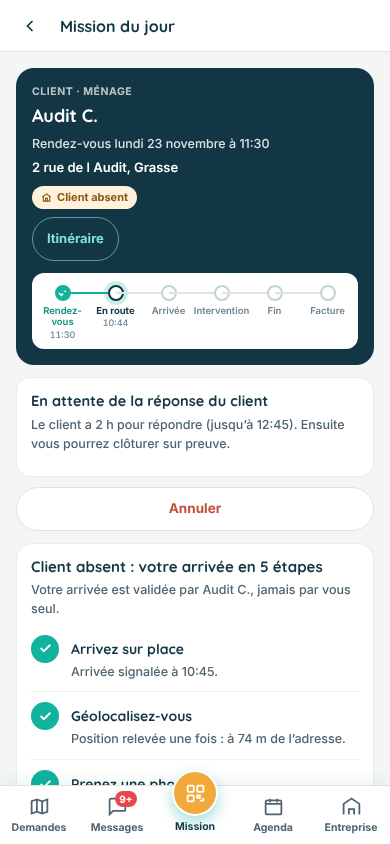 Mission du jour
CLIENT · MÉNAGE
Audit C.
Rendez-vous lundi 23 novembre à 11:30
2 rue de l Audit, Grasse
Client absent
Itinéraire
Rendez-vous
11:30
En route
10:44
Arrivée
Intervention
Fin
Facture
En attente de la réponse du client
Le client a 2 h pour répondre (jusqu’à 12:45). Ensuite
vous pourrez clôturer sur preuve.
Annuler
Client absent : votre arrivée en 5 étapes
Votre arrivée est validée par Audit C., jamais par vous
seul.
Arrivez sur place
Arrivée signalée à 10:45.
Géolocalisez-vous
Position relevée une fois : à 74 m de l’adresse.
Prenez une pho
9+
Demandes
Messages
Mission
Agenda
Entreprise